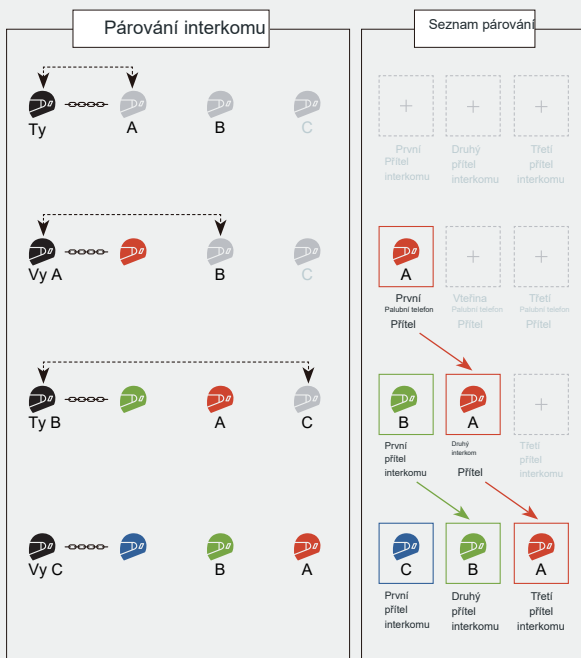 Párování interkomu
Seznam párování
Ty
A
B
C
První
Přítel
interkomu
Druhý
přítel
interkomu
Třetí
přítel
interkomu
Vy A
B
C
A
První
Palubní telefon
Přítel
Vteřina
Palubní telefon
Přítel
Třetí
Palubní telefon
Přítel
Ty B
A
C
B
A
První
přítel
interkomu
Druhý
interkom
Přítel
Třetí
přítel
interkomu
Vy C
B
A
C
B
A
První
přítel
interkomu
Druhý
přítel
interkomu
Třetí
přítel
interkomu